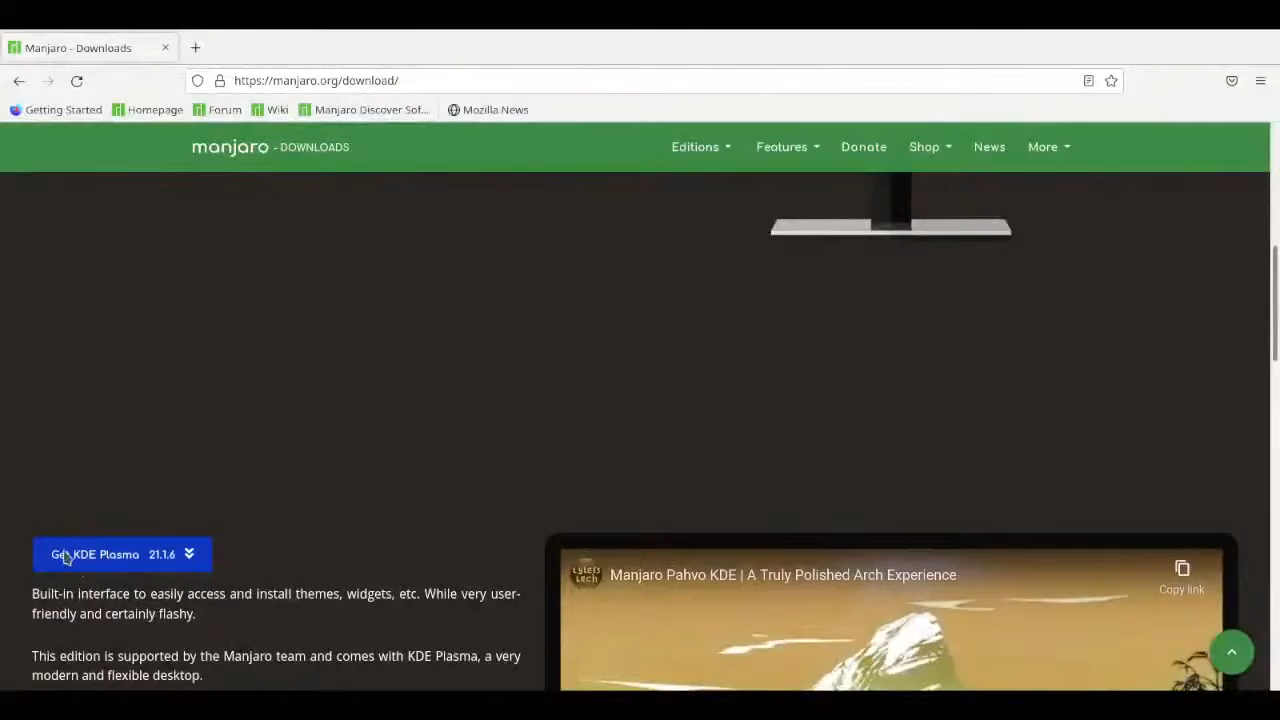 Manjaro - Downloads
https://manjaro.org/download/
Getting Started Homepage Forum Wiki Manjaro Discover Sof... Mozilla News
manjaro - DOWNLOADS Editions Features Donate Shop News More
Get KDE Plasma 21.1.6
Built-in interface to easily access and install themes, widgets, etc. While very user-
friendly and certainly flashy.
This edition is supported by the Manjaro team and comes with KDE Plasma, a very
modern and flexible desktop.
Tyler's Tech
Manjaro Pahvo KDE | A Truly Polished Arch Experience
Copy link